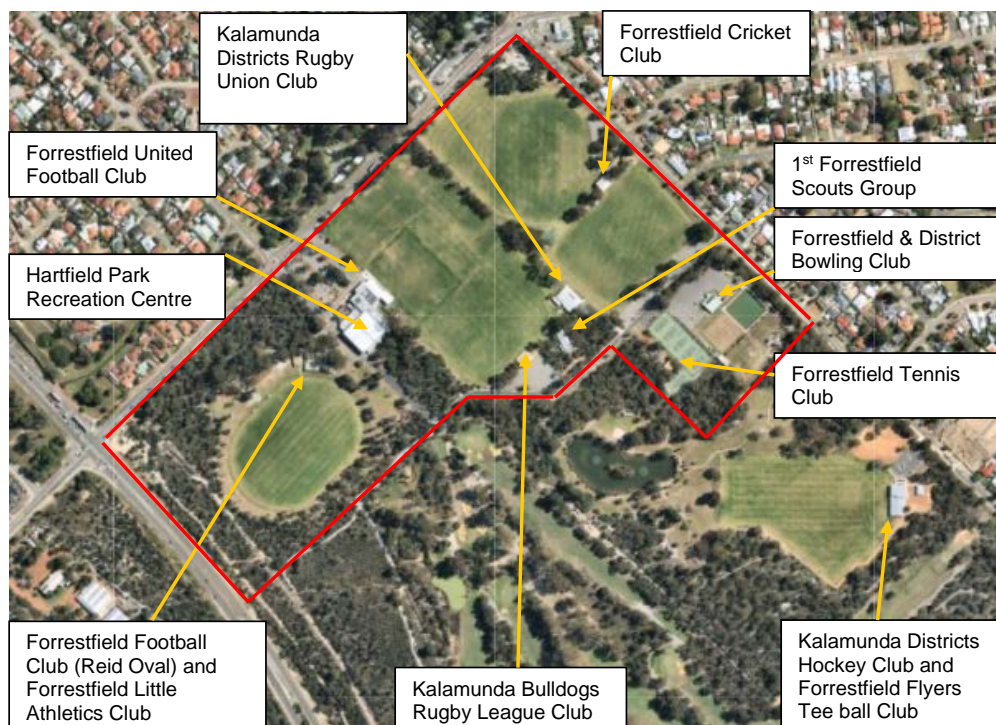 Kalamunda
Districts Rugby
Union Club
Forrestfield Cricket
Club
Forrestfield United
Football Club
1st Forrestfield
Scouts Group
Forrestfield & District
Bowling Club
Hartfield Park
Recreation Centre
Forrestfield Tennis
Club
Forrestfield Football
Club (Reid Oval) and
Forrestfield Little
Athletics Club
Kalamunda Bulldogs
Rugby League Club
Kalamunda Districts
Hockey Club and
Forrestfield Flyers
Tee ball Club